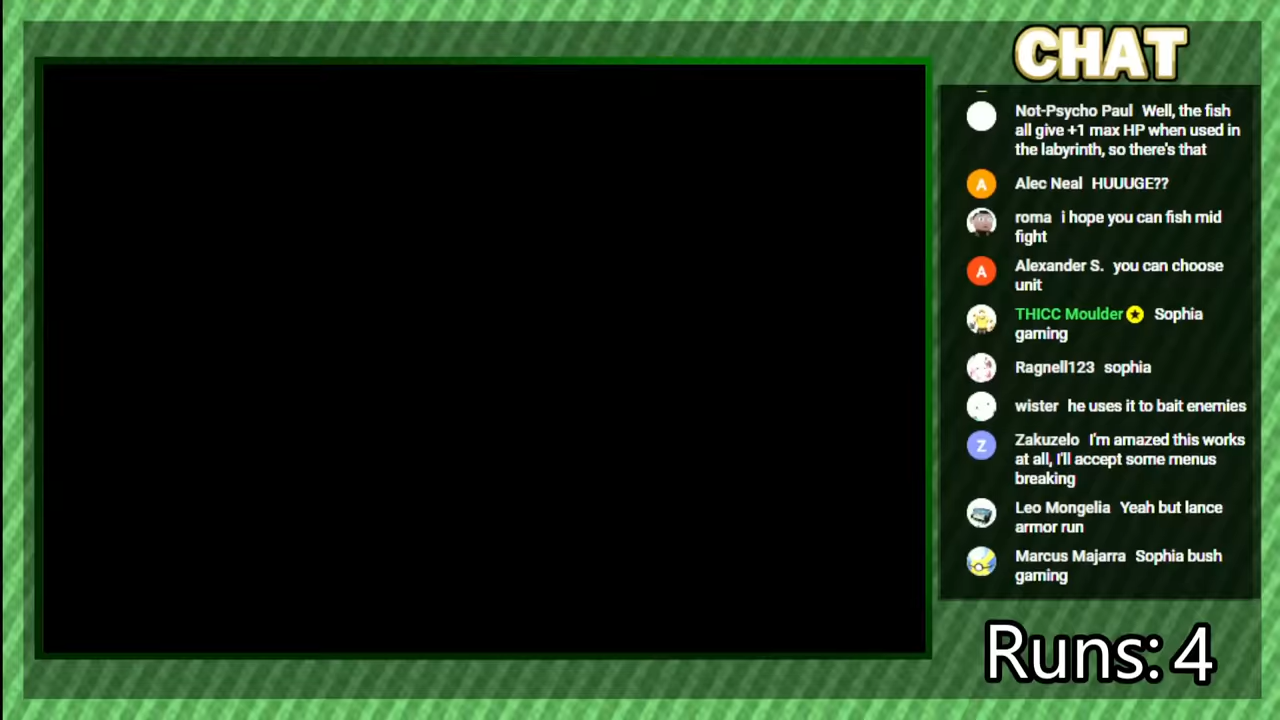 CHAT
Not-Psycho Paul Well, the fish
all give +1 max HP when used in
the labyrinth, so there's that
A Alec Neal HUUUGE??
roma i hope you can fish mid
fight
A Alexander S. you can choose
unit
THICC Moulder Sophia
gaming
Ragnell123 sophia
wister he uses it to bait enemies
Z Zakuzelo I'm amazed this works
at all, I'll accept some menus
breaking
Leo Mongelia Yeah but lance
armor run
Marcus Majarra Sophia bush
gaming
Runs: 4